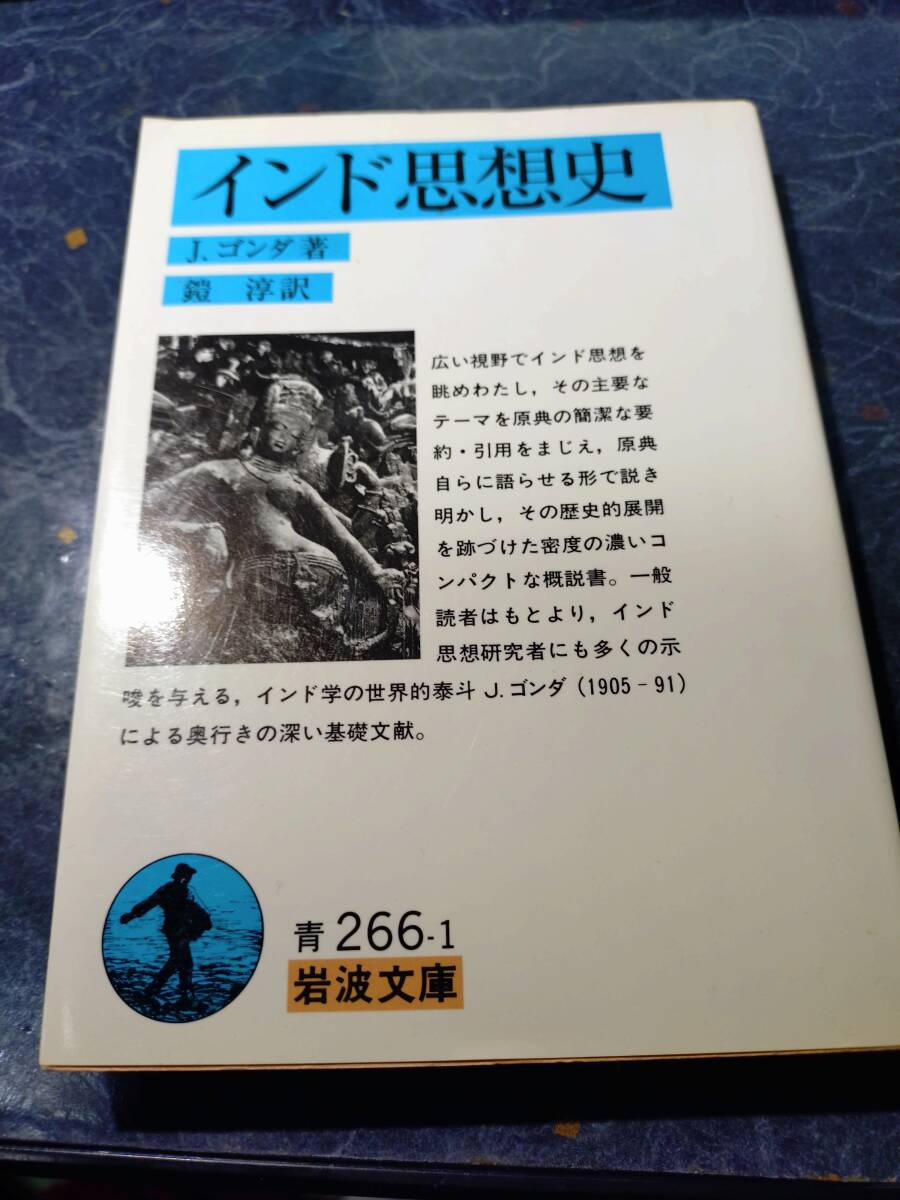 インド思想史
J. ゴンダ著
鎧　淳訳
広い視野でインド思想を
眺めわたし，その主要な
テーマを原典の簡潔な要
約・引用をまじえ，原典
自らに語らせる形で説き
明かし，その歴史的展開
を跡づけた密度の濃いコ
ンパクトな概説書。一般
読者はもとより，インド
思想研究者にも多くの示
唆を与える，インド学の世界的泰斗 J. ゴンダ（1905－91）
による奥行きの深い基礎文献。
青 266-1
岩波文庫